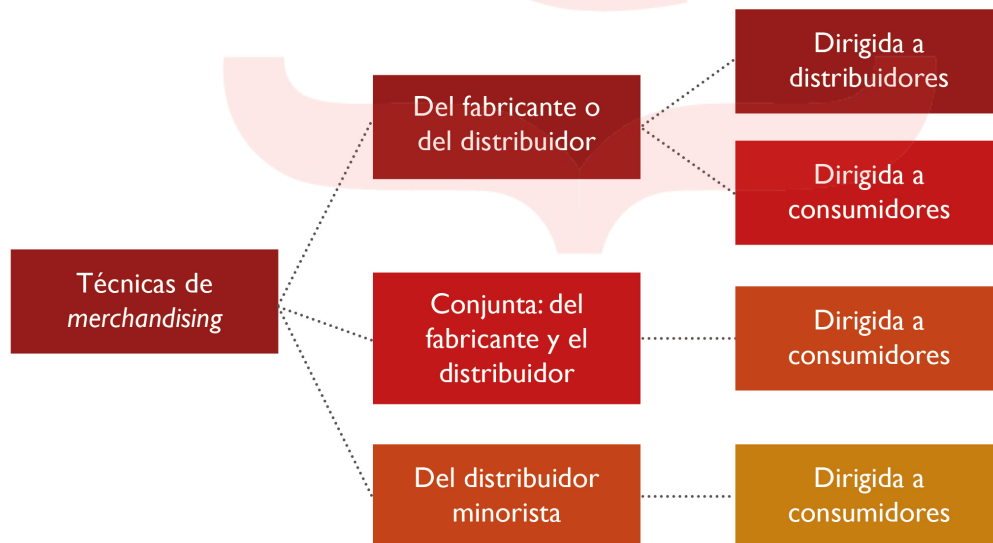 Técnicas de
merchandising
Del fabricante o
del distribuidor
Dirigida a
distribuidores
Dirigida a
consumidores
Conjunta: del
fabricante y el
distribuidor
Dirigida a
consumidores
Del distribuidor
minorista
Dirigida a
consumidores